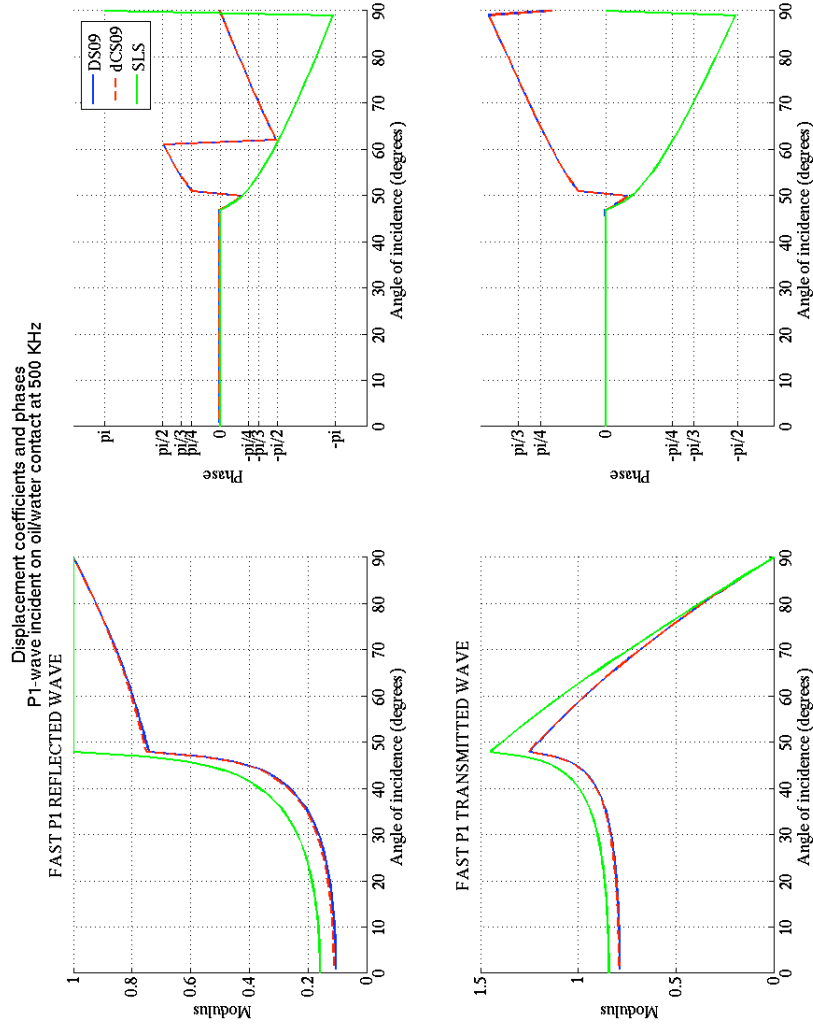 Displacement coefficients and phases
P1-wave incident on oil/water contact at 500 KHz
FAST P1 REFLECTED WAVE
1
0.8
0.6
0.4
0.2
0
Modulus
0 10 20 30 40 50 60 70 80 90
Angle of incidence (degrees)
pi
pi/2
pi/3
pi/4
0
-pi/4
-pi/3
-pi/2
-pi
Phase
0 10 20 30 40 50 60 70 80 90
Angle of incidence (degrees)
DS09
dCS09
SLS
FAST P1 TRANSMITTED WAVE
1.5
1
0.5
0
Modulus
0 10 20 30 40 50 60 70 80 90
Angle of incidence (degrees)
pi/3
pi/4
0
-pi/4
-pi/3
-pi/2
Phase
0 10 20 30 40 50 60 70 80 90
Angle of incidence (degrees)